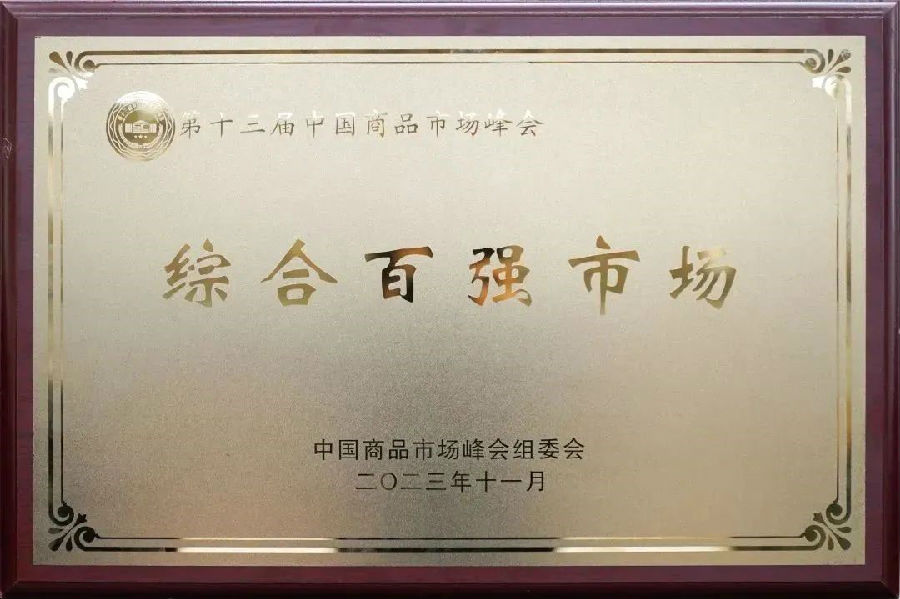 第十三届中国商品市场峰会
综合百强市场
中国商品市场峰会组委会
二〇二三年十一月